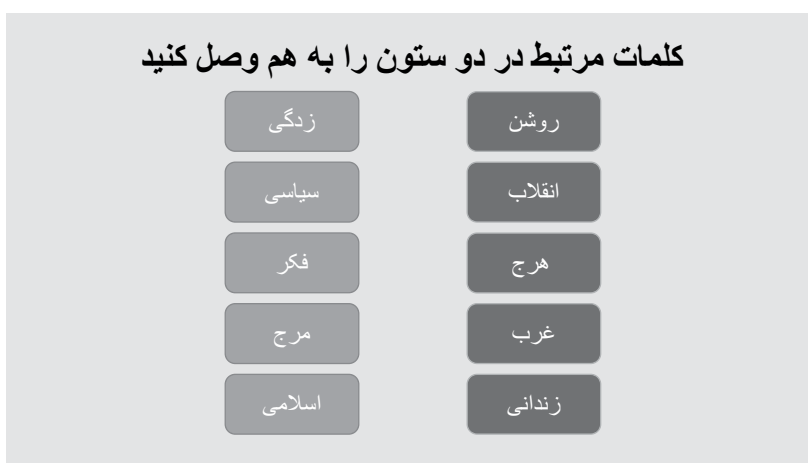 کلمات مرتبط در دو ستون را به هم وصل کنید
روشن
زدگی
انقلاب
سیاسی
هرج
فکر
غرب
مرج
زندانی
اسلامی